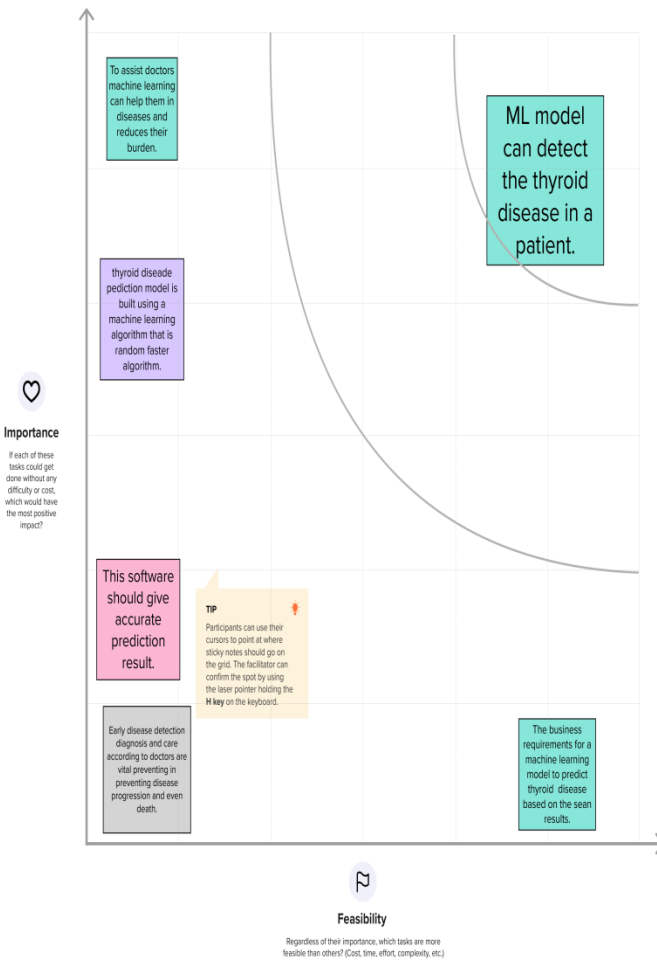 To assist doctors
machine learning
can help them in
diseases and
reduces their
burden.
ML model
can detect
the thyroid
disease in a
patient.
thyroid diseade
pediction model is
built using a
machine learning
algorithm that is
random faster
algorithm.
Importance
If each of these
tasks could get
done without any
difficulty or cost,
which would have
the most positive
impact?
This software
should give
accurate
prediction
result.
TIP
Participants can use their
cursors to point at where
sticky notes should go on
the grid. The facilitator can
confirm the spot by using
the laser pointer holding the
H key on the keyboard.
Early disease detection
diagnosis and care
according to doctors are
vital preventing in
preventing disease
progression and even
death.
The business
requirements for a
machine learning
model to predict
thyroid disease
based on the sean
results.
Feasibility
Regardless of their importance, which tasks are more
feasible than others? (Cost, time, effort, complexity, etc.)